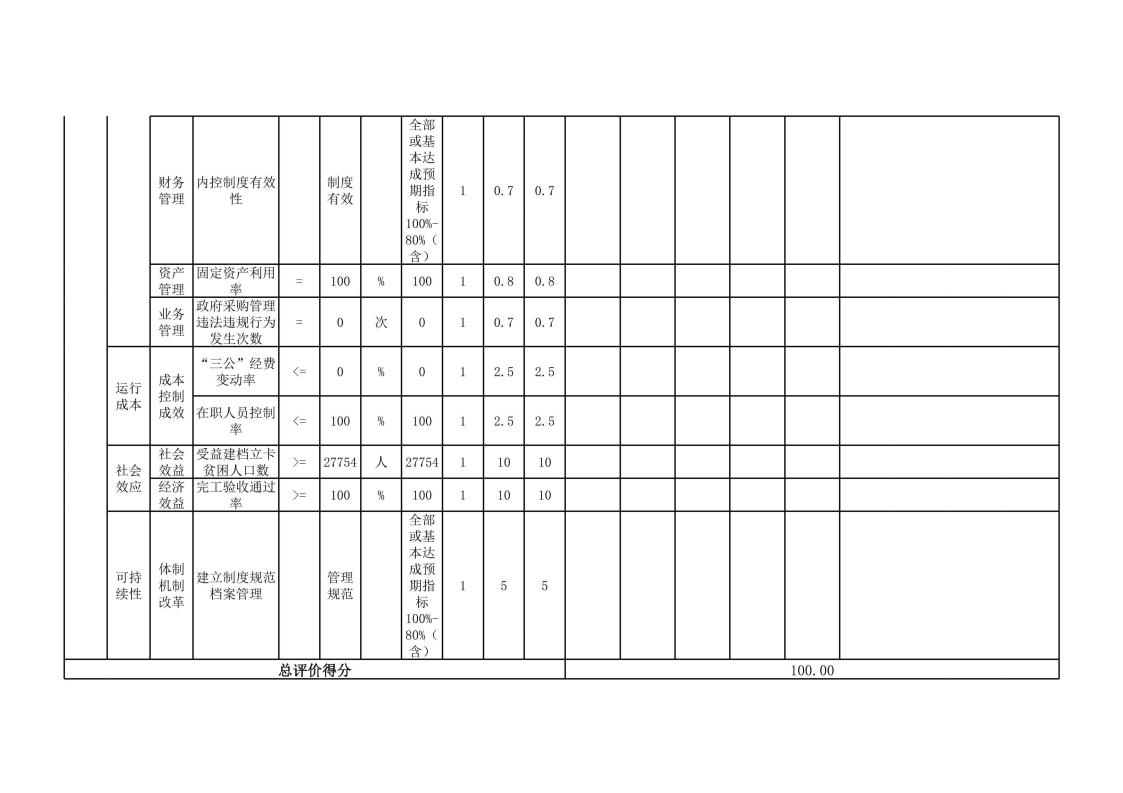 财务
管理
内控制度有效
性
制度
有效
全部
或基
本达
成预
期指
标
100%-
80%（
含）
1
0.7
0.7
资产
管理
固定资产利用
率
=
100
%
100
1
0.8
0.8
业务
管理
政府采购管理
违法违规行为
发生次数
=
0
次
0
1
0.7
0.7
运行
成本
成本
控制
成效
“三公”经费
变动率
<=
0
%
0
1
2.5
2.5
在职人员控制
率
<=
100
%
100
1
2.5
2.5
社会
效应
社会
效益
受益建档立卡
贫困人口数
>=
27754
人
27754
1
10
10
经济
效益
完工验收通过
率
>=
100
%
100
1
10
10
可持
续性
体制
机制
改革
建立制度规范
档案管理
管理
规范
全部
或基
本达
成预
期指
标
100%-
80%（
含）
1
5
5
总评价得分
100.00